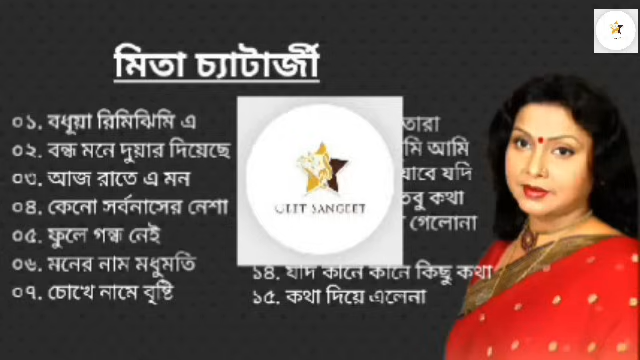 মিতা চ্যাটার্জী
০১. বধূয়া রিমিঝিমি এ
০২. বন্ধ মনে দুয়ার দিয়েছে
০৩. আজ রাতে এ মন
০৪. কেনো সর্বনাসের নেশা
০৫. ফুলে গন্ধ নেই
০৬. মনের নাম মধুমতি
০৭. চোখে নামে বৃষ্টি
তারা
আমি
যাবে যদি
কথা
গেলোনা
১৪. যদি কানে কানে কিছু কথা
১৫. কথা দিয়ে এলেনা
GEET SANGEET